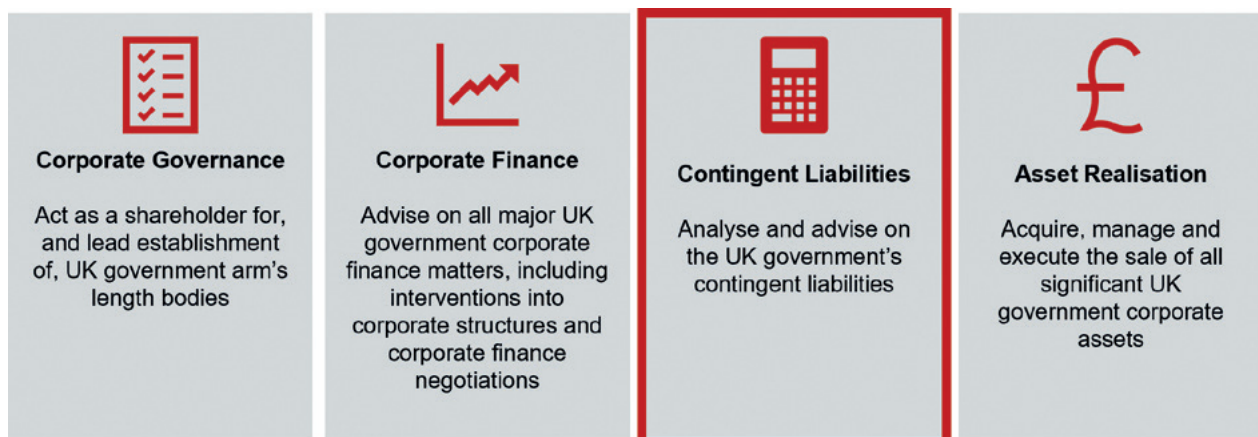 Corporate Governance
Act as a shareholder for,
and lead establishment
of, UK government arm's
length bodies
Corporate Finance
Advise on all major UK
government corporate
finance matters, including
interventions into
corporate structures and
corporate finance
negotiations
Contingent Liabilities
Analyse and advise on
the UK government's
contingent liabilities
Asset Realisation
Acquire, manage and
execute the sale of all
significant UK
government corporate
assets